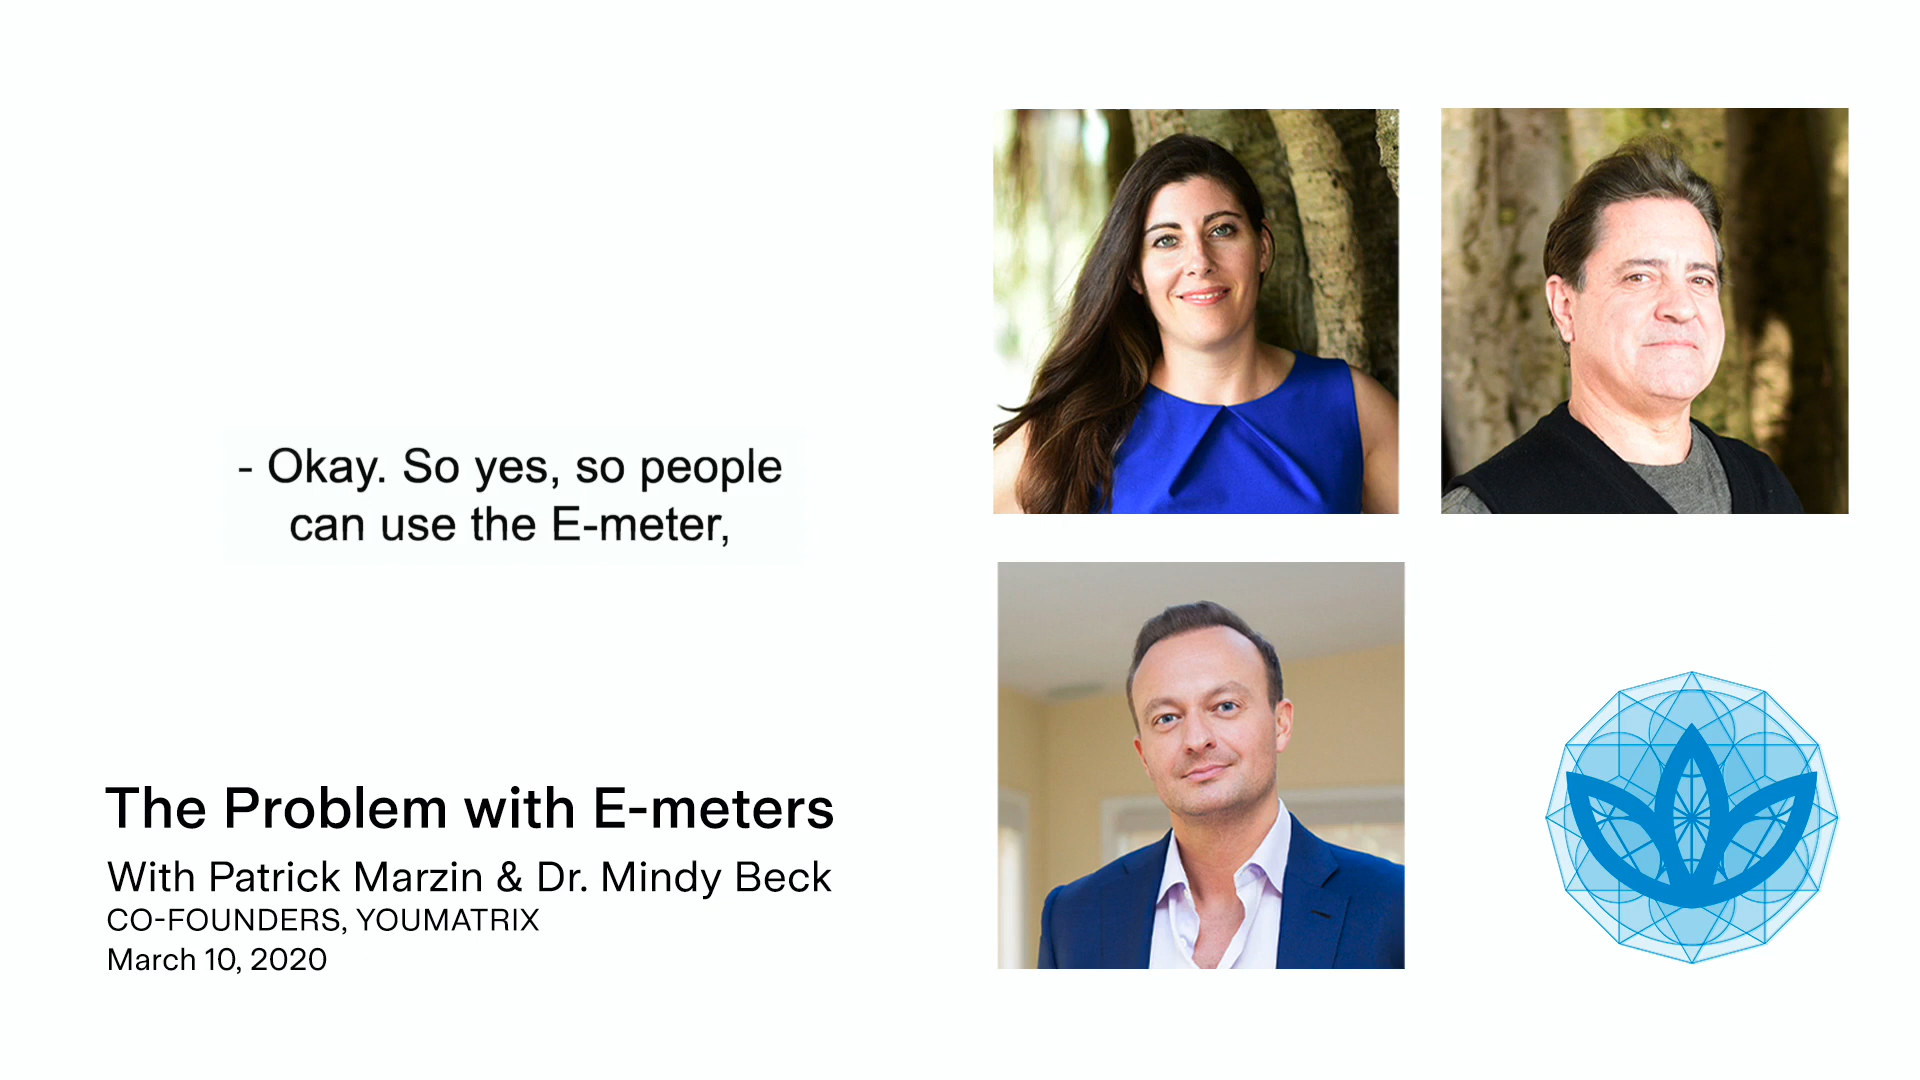 - Okay. So yes, so people
can use the E-meter,
The Problem with E-meters
With Patrick Marzin & Dr. Mindy Beck
CO-FOUNDERS, YOUMATRIX
March 10, 2020